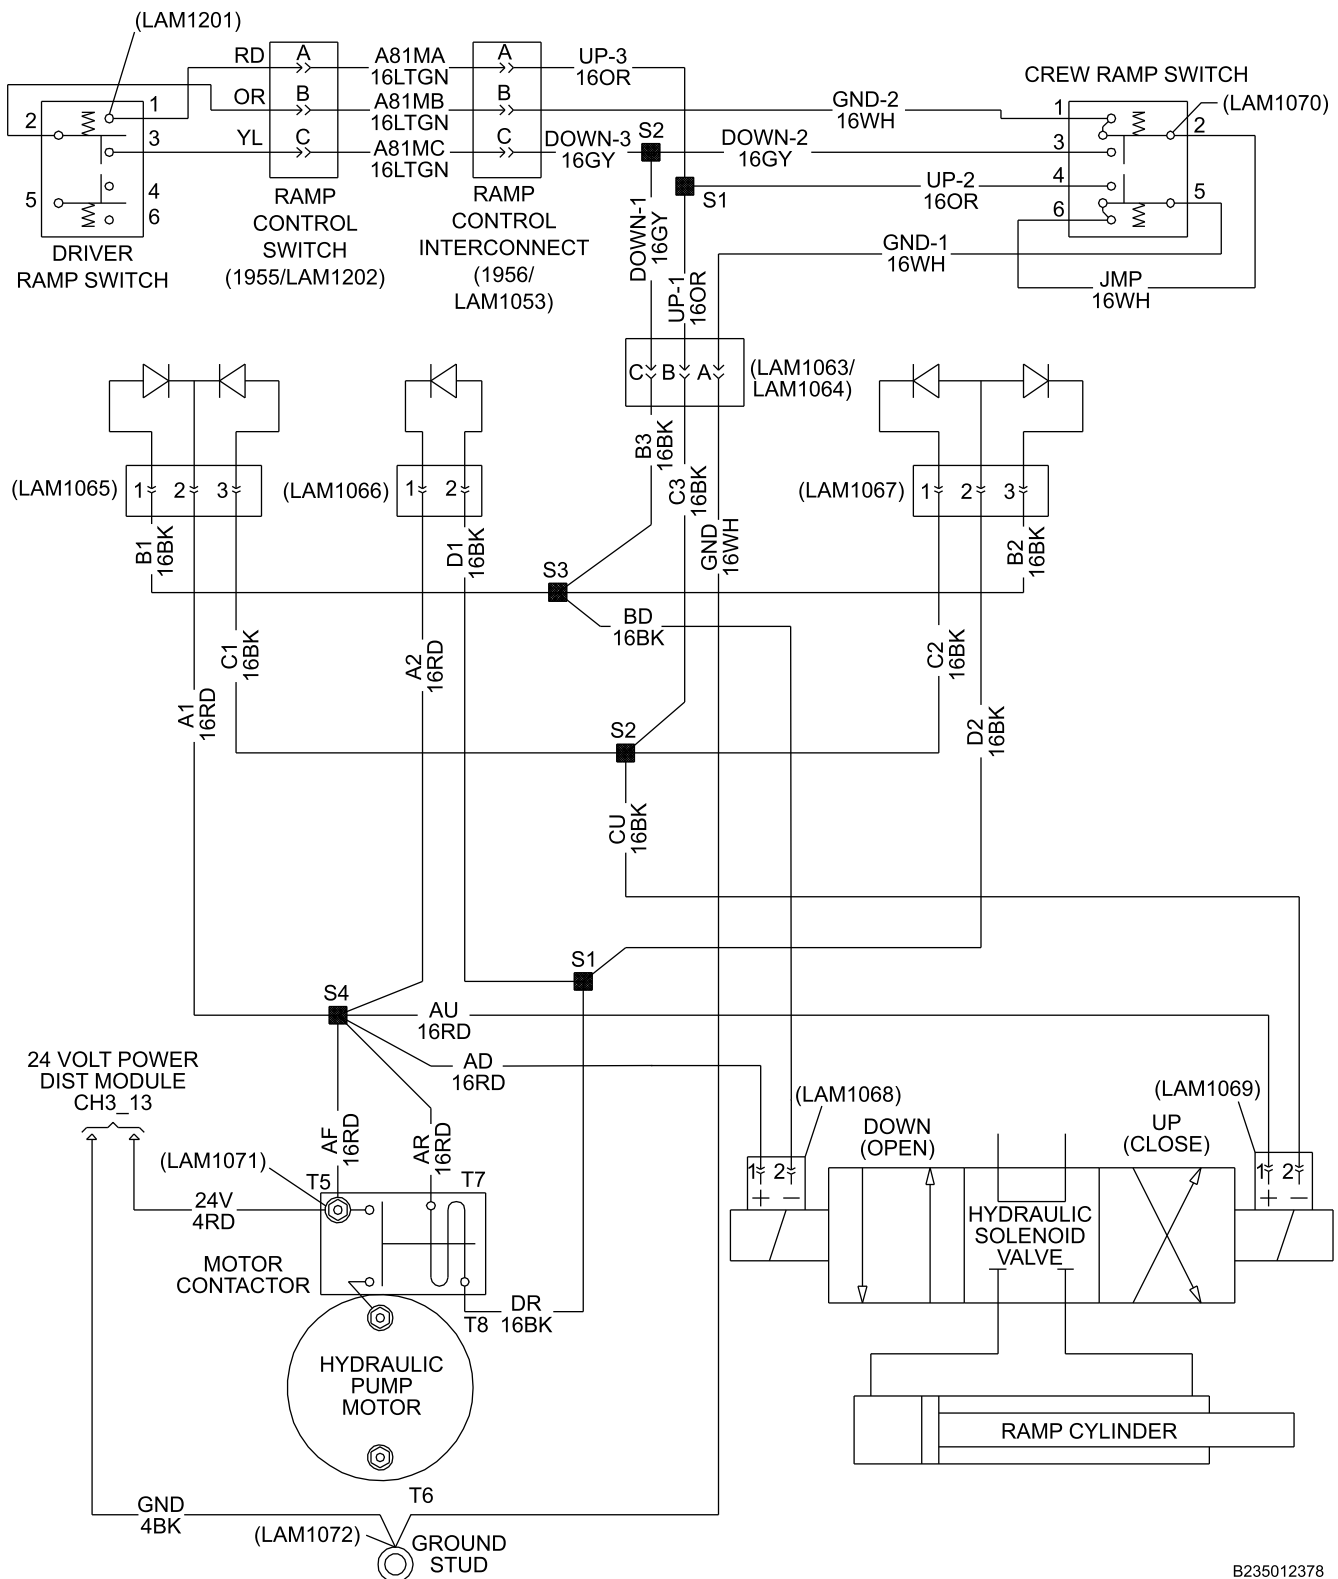 (LAM1201)
RD
A
A81MA
16LTGN
A
UP-3
16OR
CREW RAMP SWITCH
OR
B
A81MB
16LTGN
B
GND-2
16WH
(LAM1070)
YL
C
A81MC
16LTGN
C
DOWN-3
16GY
S2
DOWN-2
16GY
1
2
3
4
5
6
1
2
3
4
5
6
DRIVER
RAMP SWITCH
RAMP
CONTROL
SWITCH
(1955/LAM1202)
RAMP
CONTROL
INTERCONNECT
(1956/
LAM1053)
S1
UP-2
16OR
DOWN-1
16GY
UP-1
16OR
GND-1
16WH
JMP
16WH
C
B
A
(LAM1063/
LAM1064)
(LAM1065)
1
2
3
(LAM1066)
1
2
(LAM1067)
1
2
3
B3
16BK
C3
16BK
GND
16WH
B1
16BK
D1
16BK
B2
16BK
S3
BD
16BK
C1
16BK
A2
16RD
C2
16BK
A1
16RD
D2
16BK
S2
CU
16BK
S1
S4
AU
16RD
AD
16RD
24 VOLT POWER
DIST MODULE
CH3_13
AF
16RD
AR
16RD
(LAM1068)
(LAM1069)
DOWN
(OPEN)
UP
(CLOSE)
(LAM1071)
T5
T7
1
2
+
−
1
2
+
−
24V
4RD
HYDRAULIC
SOLENOID
VALVE
MOTOR
CONTACTOR
DR
16BK
T8
HYDRAULIC
PUMP
MOTOR
RAMP CYLINDER
T6
GND
4BK
(LAM1072)
GROUND
STUD
B235012378